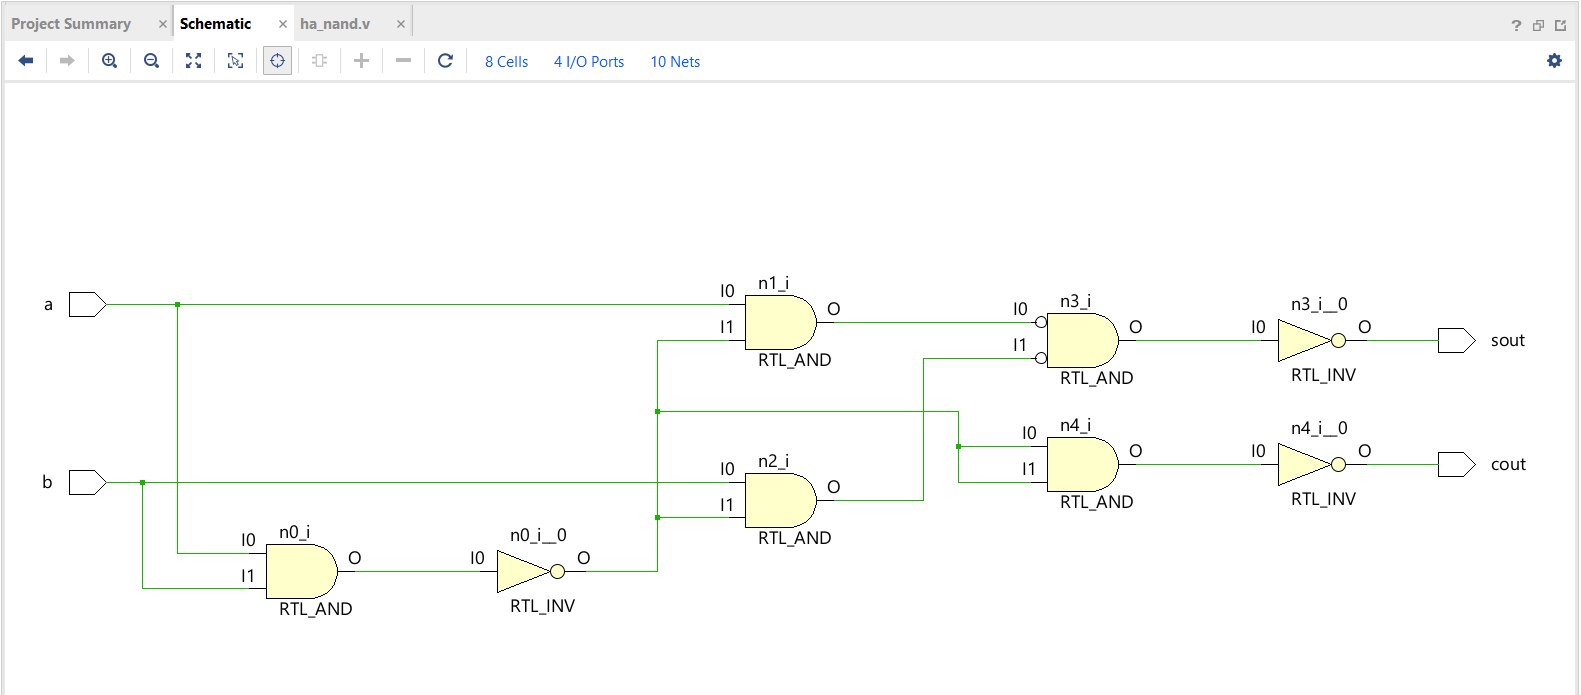 Project Summary × Schematic × ha_nand.v ×
8 Cells 4 I/O Ports 10 Nets
n1_i
I0
a
O
n3_i
n3_i__0
I0
I1
O
I0
O
sout
RTL_AND
I1
RTL_AND
RTL_INV
n4_i
n4_i__0
I0
O
I0
O
n2_i
cout
I0
I1
b
O
RTL_AND
RTL_INV
I1
n0_i
n0_i__0
RTL_AND
I0
O
I0
O
I1
RTL_AND
RTL_INV